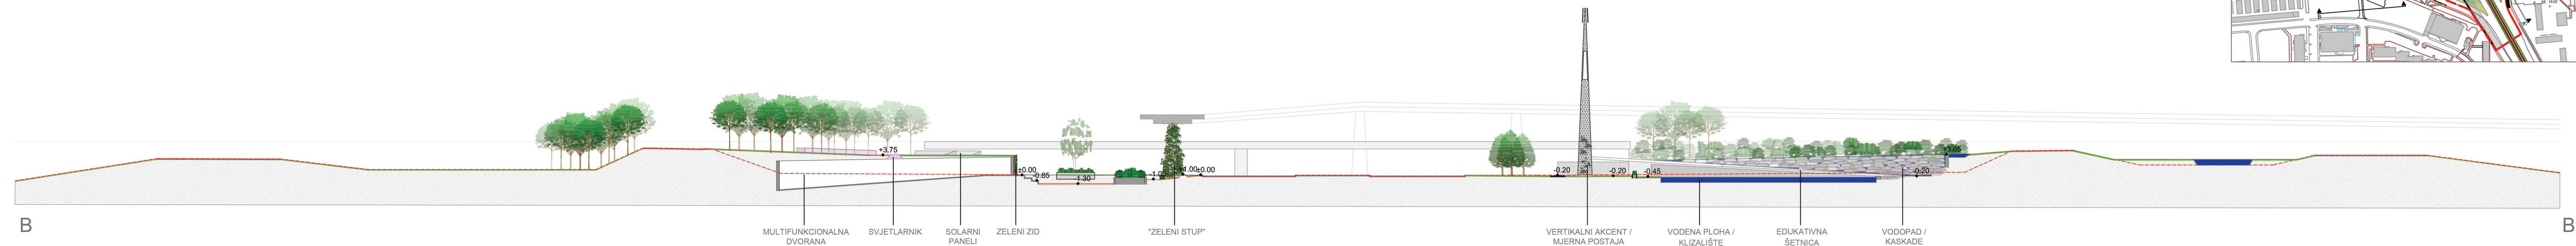 +3.75
±0.00
-0.85
-1.30
±0.00
-0.20
-0.20
-0.45
-0.20
B
B
MULTIFUNKCIONALNA
DVORANA
SVJETLARNIK
SOLARNI
PANELI
ZELENI ZID
"ZELENI STUP"
VERTIKALNI AKCENT /
MJERNA POSTAJA
VODENA PLOHA /
KLIZALIŠTE
EDUKATIVNA
ŠETNICA
VODOPAD /
KASKADE